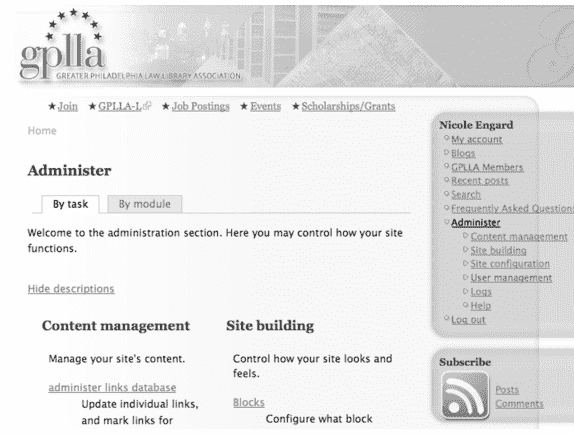 gplla
GREATER PHILADELPHIA LAW LIBRARY ASSOCIATION
★Join ★GPLLA-L ★Job Postings ★Events ★Scholarships/Grants
Home
Administer
By task By module
Welcome to the administration section. Here you may control how your site
functions.
Hide descriptions
Content management
Manage your site's content.
administer links database
Update individual links,
and mark links for
Site building
Control how your site looks and
feels.
Blocks
Configure what block
Nicole Engard
My account
Blogs
GPLLA Members
Recent posts
Search
Frequently Asked Questions
Administer
Content management
Site building
Site configuration
User management
Logs
Help
Log out
Subscribe
Posts
Comments